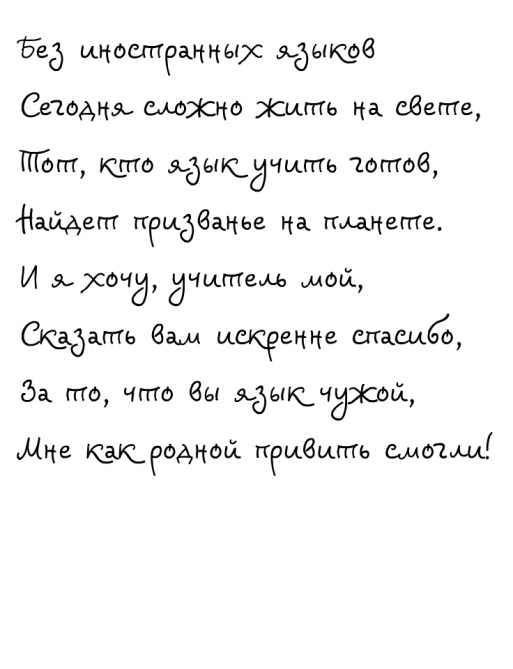 Без иностранных языков
Сегодня сложно жить на свете,
Тот, кто язык учить готов,
Найдет призванье на планете.
И я хочу, учитель мой,
Сказать вам искренне спасибо,
За то, что вы язык чужой,
Мне как родной привить смогли!